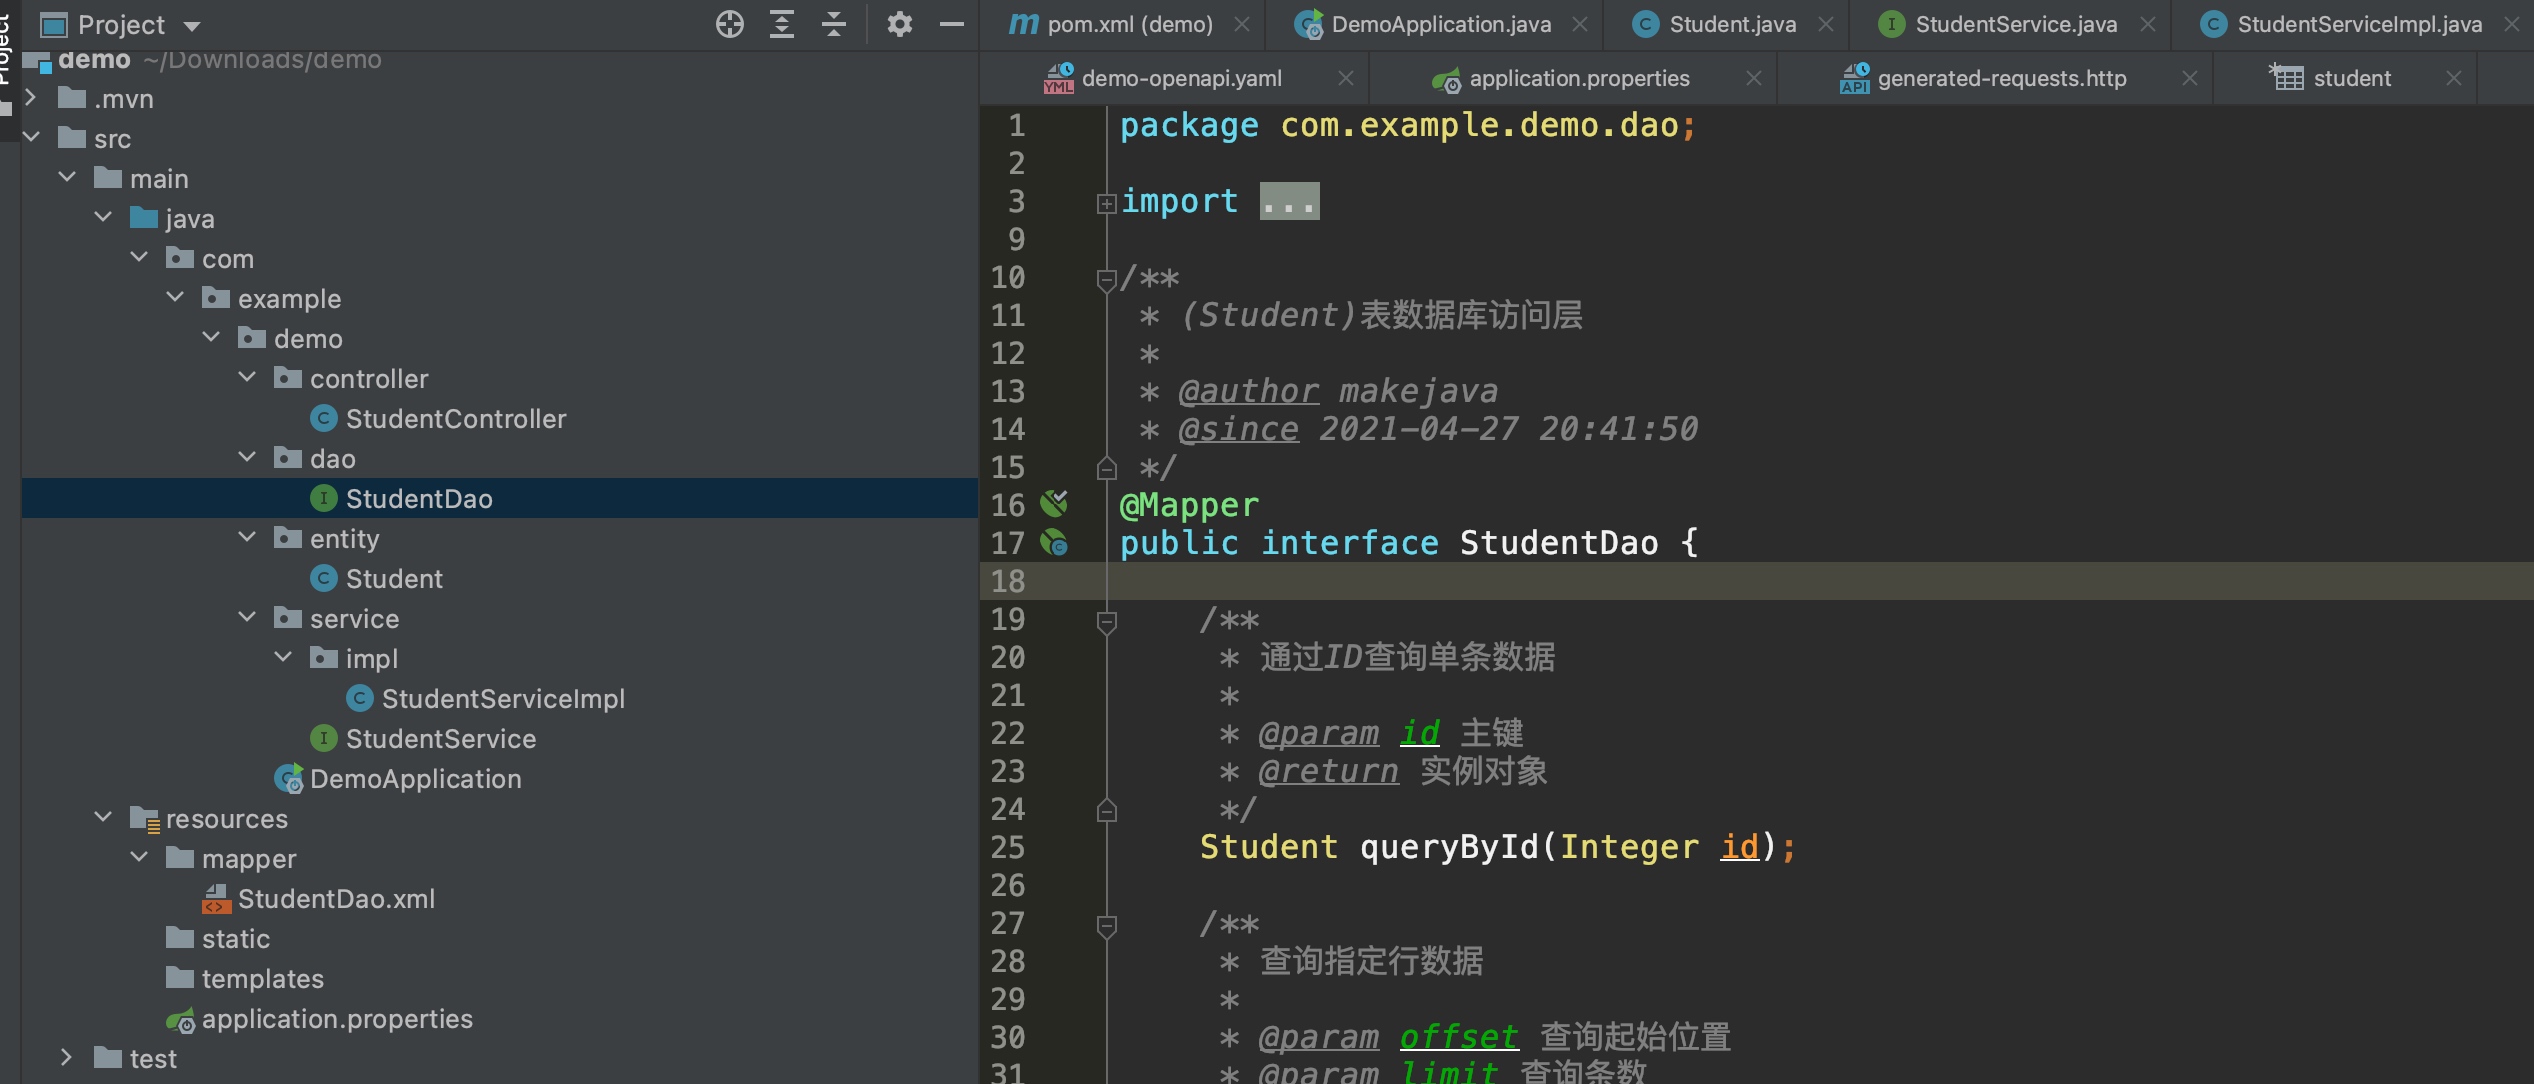 Project
Project
demo ~/Downloads/demo
.mvn
src
main
java
com
example
demo
controller
StudentController
dao
StudentDao
entity
Student
service
impl
StudentServiceImpl
StudentService
DemoApplication
resources
mapper
StudentDao.xml
static
templates
application.properties
test
pom.xml (demo) DemoApplication.java Student.java StudentService.java StudentServiceImpl.java
demo-openapi.yaml application.properties generated-requests.http student
1 package com.example.demo.dao;
2
3 import ...
9
10 /**
11 * (Student)表数据库访问层
12 *
13 * @author makejava
14 * @since 2021-04-27 20:41:50
15 */
16 @Mapper
17 public interface StudentDao {
18
19 /**
20 * 通过ID查询单条数据
21 *
22 * @param id 主键
23 * @return 实例对象
24 */
25 Student queryById(Integer id);
26
27 /**
28 * 查询指定行数据
29 *
30 * @param offset 查询起始位置
31 * @param limit 查询条数